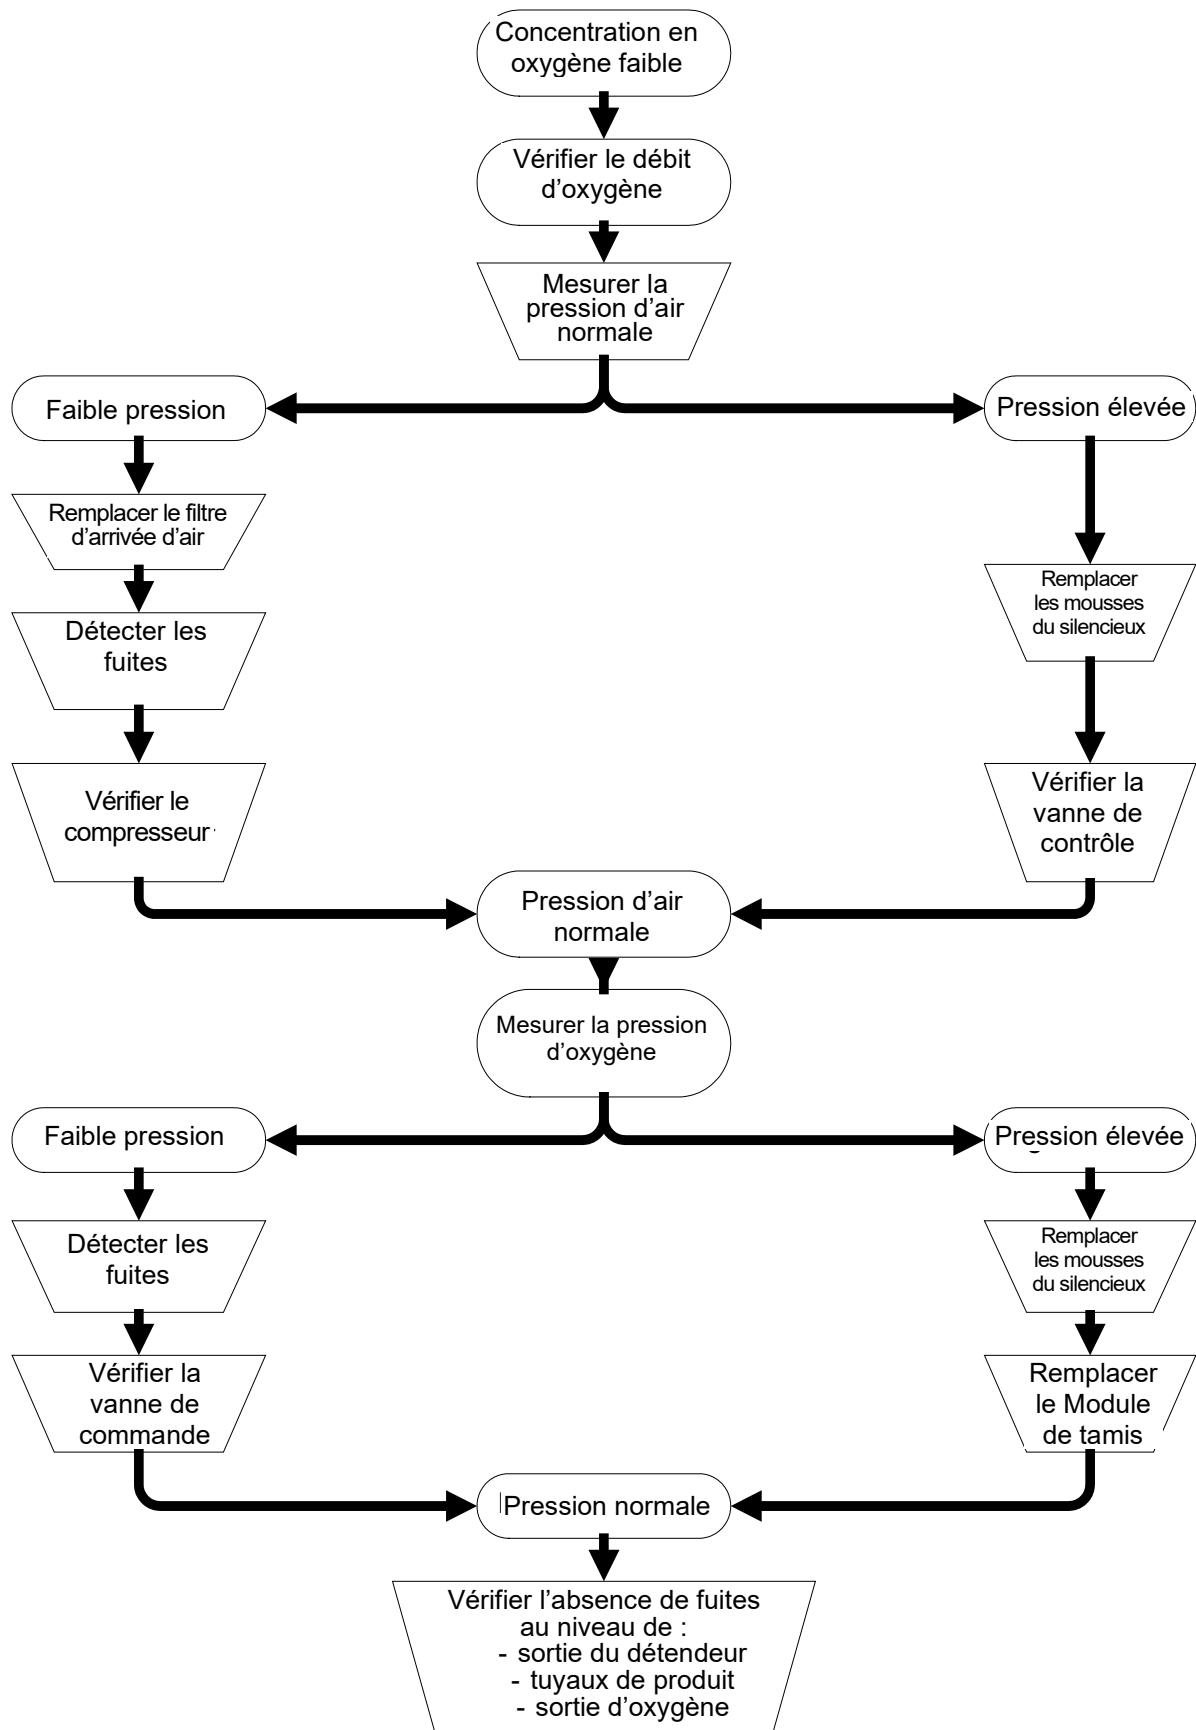 Concentration en
oxygène faible
Vérifier le débit
d’oxygène
Mesurer la
pression d’air
normale
Faible pression
Pression élevée
Remplacer le filtre
d’arrivée d’air
Détecter les
fuites
Vérifier le
compresseur
Remplacer
les mousses
du silencieux
Vérifier la
vanne de
contrôle
Pression d’air
normale
Mesurer la pression
d’oxygène
Faible pression
Pression élevée
Détecter les
fuites
Vérifier la
vanne de
commande
Remplacer
les mousses
du silencieux
Remplacer
le Module
de tamis
Pression normale
Vérifier l’absence de fuites
au niveau de :
- sortie du détendeur
- tuyaux de produit
- sortie d’oxygène